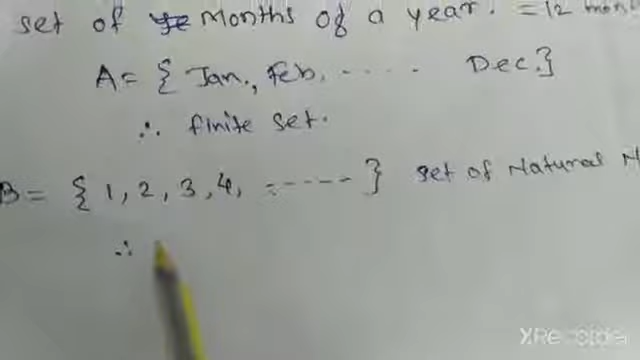 set of Months of a year. = 12 mont
A = { Jan., Feb, ..... Dec.}
∴ finite set.
B = { 1, 2, 3, 4, ------ } set of Natural N
∴
XRecorder